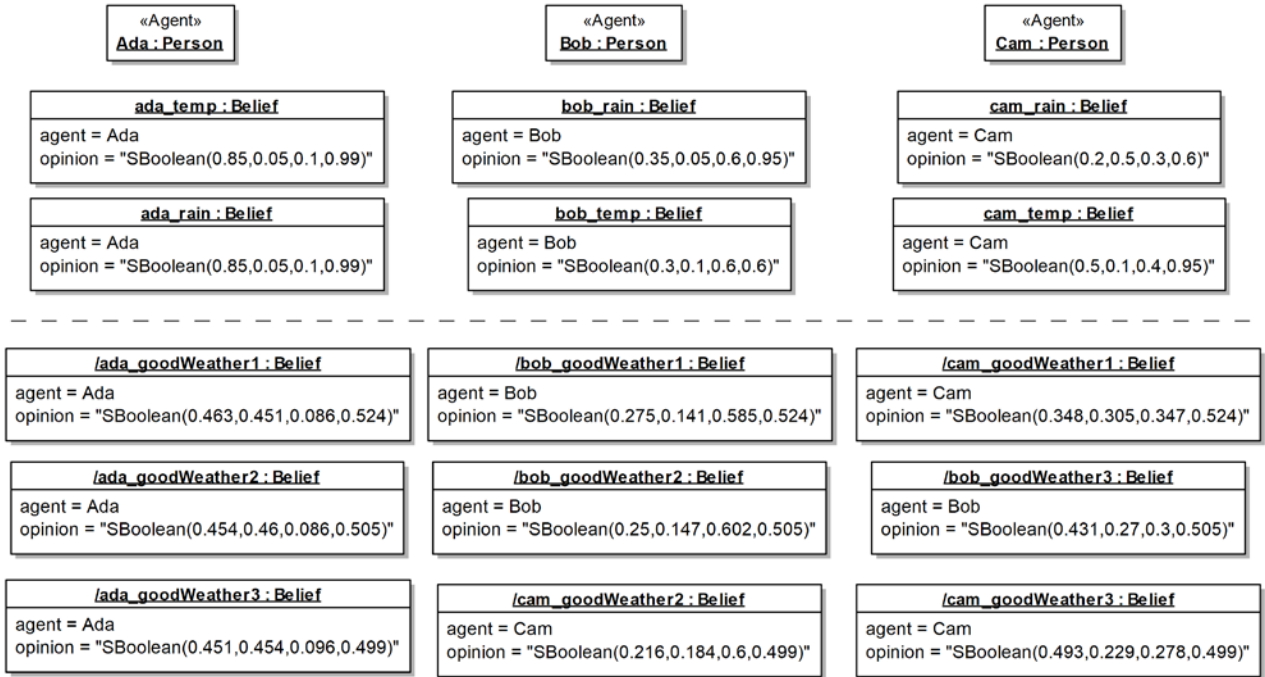 «Agent»
Ada : Person
«Agent»
Bob : Person
«Agent»
Cam : Person
ada_temp : Belief
agent = Ada
opinion = "SBoolean(0.85,0.05,0.1,0.99)"
bob_rain : Belief
agent = Bob
opinion = "SBoolean(0.35,0.05,0.6,0.95)"
cam_rain : Belief
agent = Cam
opinion = "SBoolean(0.2,0.5,0.3,0.6)"
ada_rain : Belief
agent = Ada
opinion = "SBoolean(0.85,0.05,0.1,0.99)"
bob_temp : Belief
agent = Bob
opinion = "SBoolean(0.3,0.1,0.6,0.6)"
cam_temp : Belief
agent = Cam
opinion = "SBoolean(0.5,0.1,0.4,0.95)"
/ada_goodWeather1 : Belief
agent = Ada
opinion = "SBoolean(0.463,0.451,0.086,0.524)"
/bob_goodWeather1 : Belief
agent = Bob
opinion = "SBoolean(0.275,0.141,0.585,0.524)"
/cam_goodWeather1 : Belief
agent = Cam
opinion = "SBoolean(0.348,0.305,0.347,0.524)"
/ada_goodWeather2 : Belief
agent = Ada
opinion = "SBoolean(0.454,0.46,0.086,0.505)"
/bob_goodWeather2 : Belief
agent = Bob
opinion = "SBoolean(0.25,0.147,0.602,0.505)"
/bob_goodWeather3 : Belief
agent = Bob
opinion = "SBoolean(0.431,0.27,0.3,0.505)"
/ada_goodWeather3 : Belief
agent = Ada
opinion = "SBoolean(0.451,0.454,0.096,0.499)"
/cam_goodWeather2 : Belief
agent = Cam
opinion = "SBoolean(0.216,0.184,0.6,0.499)"
/cam_goodWeather3 : Belief
agent = Cam
opinion = "SBoolean(0.493,0.229,0.278,0.499)"